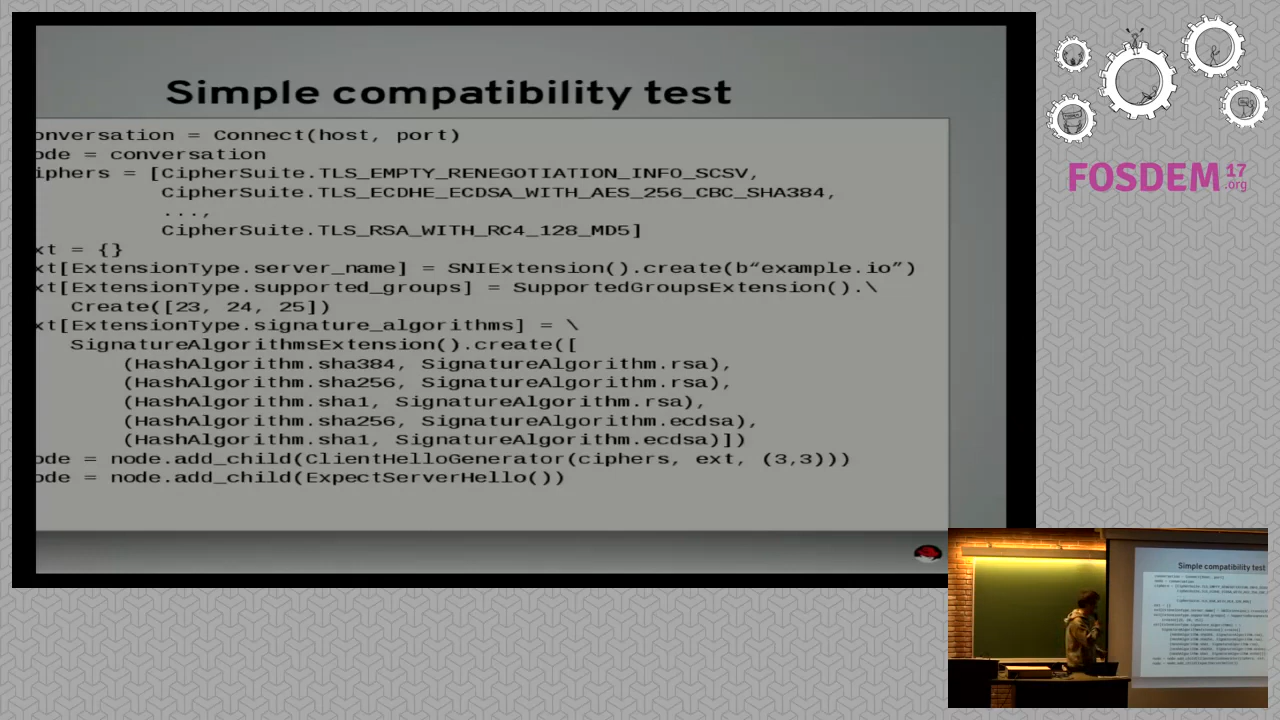 Simple compatibility test
onversation = Connect(host, port)
ode = conversation
iphers = [CipherSuite.TLS_EMPTY_RENEGOTIATION_INFO_SCSV,
CipherSuite.TLS_ECDHE_ECDSA_WITH_AES_256_CBC_SHA384,
...,
CipherSuite.TLS_RSA_WITH_RC4_128_MD5]
xt = {}
xt[ExtensionType.server_name] = SNIExtension().create(b“example.io”)
xt[ExtensionType.supported_groups] = SupportedGroupsExtension().\
Create([23, 24, 25])
xt[ExtensionType.signature_algorithms] = \
SignatureAlgorithmsExtension().create([
(HashAlgorithm.sha384, SignatureAlgorithm.rsa),
(HashAlgorithm.sha256, SignatureAlgorithm.rsa),
(HashAlgorithm.sha1, SignatureAlgorithm.rsa),
(HashAlgorithm.sha256, SignatureAlgorithm.ecdsa),
(HashAlgorithm.sha1, SignatureAlgorithm.ecdsa)])
ode = node.add_child(ClientHelloGenerator(ciphers, ext, (3,3)))
ode = node.add_child(ExpectServerHello())
FOSDEM 17
.org
Simple compatibility test